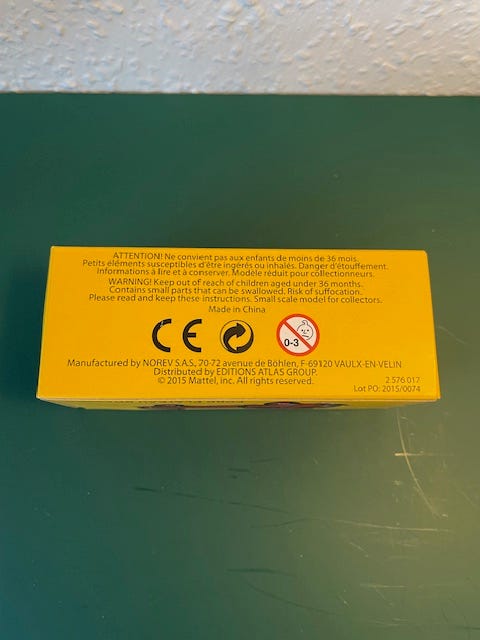 ATTENTION! Ne convient pas aux enfants de moins de 36 mois.
Petits éléments susceptibles d'être ingérés ou inhalés. Danger d'étouffement.
Informations à lire et à conserver. Modèle réduit pour collectionneurs.
WARNING! Keep out of reach of children aged under 36 months.
Contains small parts that can be swallowed. Risk of suffocation.
Please read and keep these instructions. Small scale model for collectors.
Made in China
CE
0-3
Manufactured by NOREV S.A.S., 70-72 avenue de Böhlen, F-69120 VAULX-EN-VELIN
Distributed by EDITIONS ATLAS GROUP.
© 2015 Mattel, inc. All rights reserved.
2 576 017
Lot PO: 2015/0074